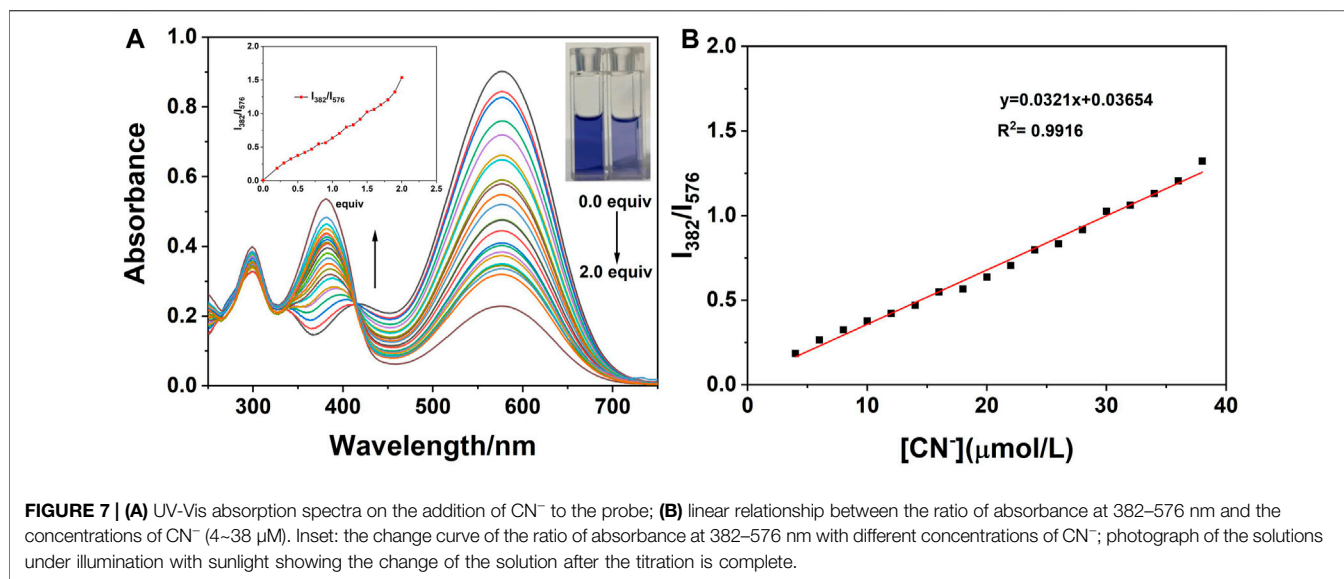 A
Absorbance
1.0
0.8
0.6
0.4
0.2
0.0
300
400
500
600
700
Wavelength/nm
I₃₈₂/I₅₇₆
2.0
1.5
1.0
0.5
0.0
0.0
0.5
1.0
1.5
2.0
2.5
equiv
I₃₈₂/I₅₇₆
0.0 equiv
2.0 equiv
B
I₃₈₂/I₅₇₆
2.0
1.5
1.0
0.5
0.0
0
10
20
30
40
[CN⁻](μmol/L)
y=0.0321x+0.03654
R²= 0.9916
FIGURE 7 | (A) UV-Vis absorption spectra on the addition of CN− to the probe; (B) linear relationship between the ratio of absorbance at 382–576 nm and the
concentrations of CN− (4~38 μM). Inset: the change curve of the ratio of absorbance at 382–576 nm with different concentrations of CN−; photograph of the solutions
under illumination with sunlight showing the change of the solution after the titration is complete.